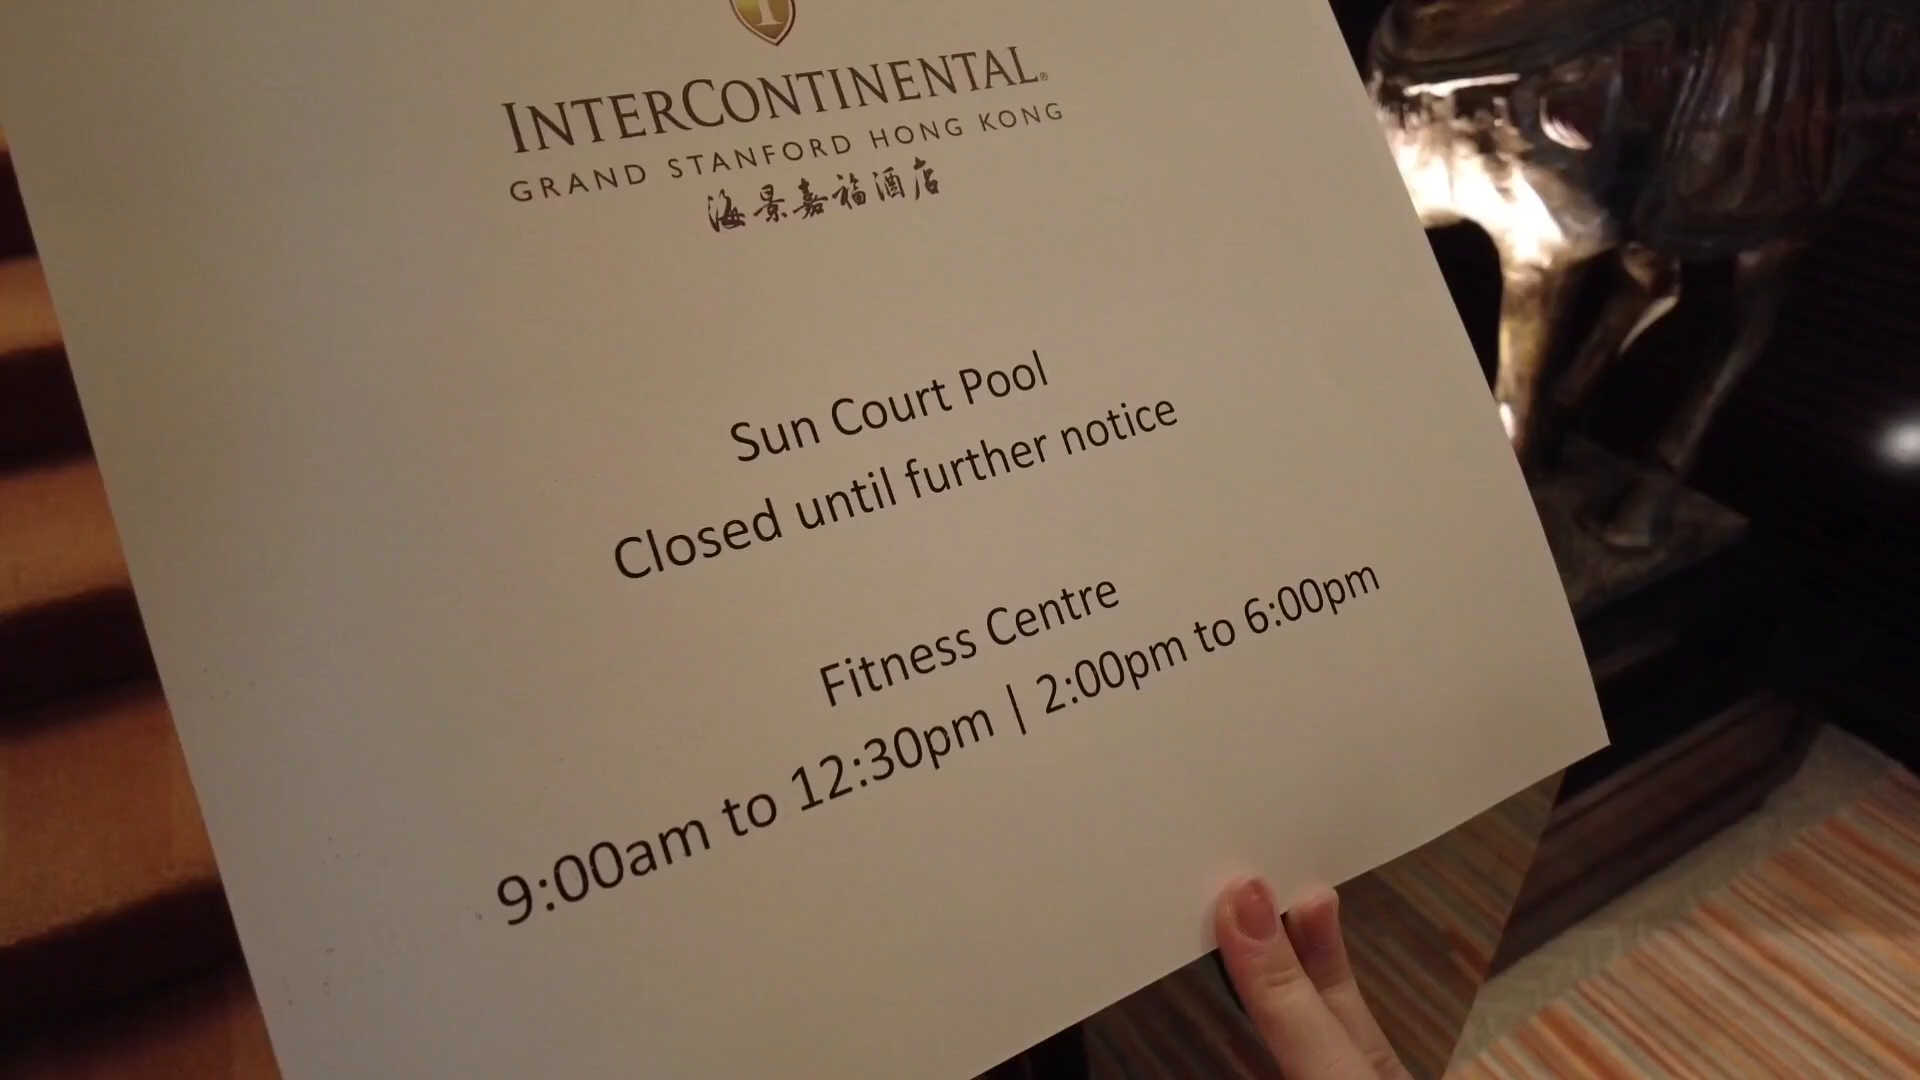 INTERCONTINENTAL®
GRAND STANFORD HONG KONG
海景嘉福酒店
Sun Court Pool
Closed until further notice
Fitness Centre
9:00am to 12:30pm | 2:00pm to 6:00pm